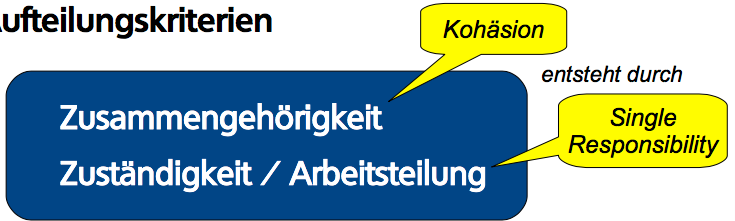 ufteilungskriterien
Kohäsion
entsteht durch
Zusammengehörigkeit
Single
Responsibility
Zuständigkeit / Arbeitsteilung